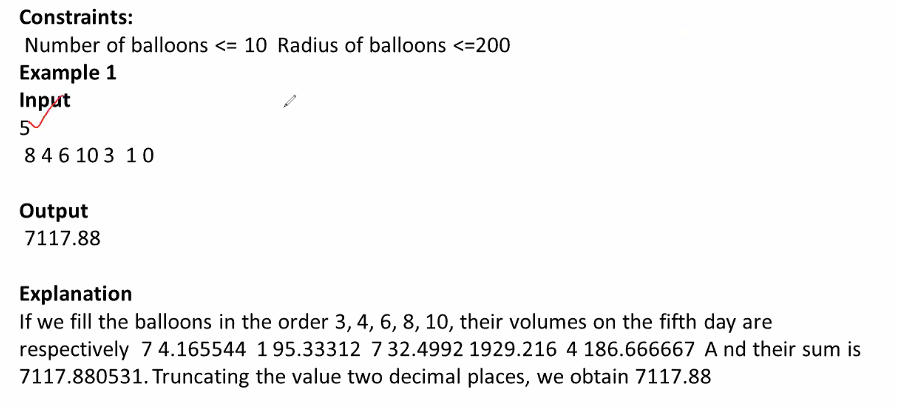 Constraints:
Number of balloons <= 10 Radius of balloons <=200
Example 1
Input
5
8 4 6 10 3 1 0
Output
7117.88
Explanation
If we fill the balloons in the order 3, 4, 6, 8, 10, their volumes on the fifth day are
respectively 7 4.165544 1 95.33312 7 32.4992 1929.216 4 186.666667 A nd their sum is
7117.880531. Truncating the value two decimal places, we obtain 7117.88